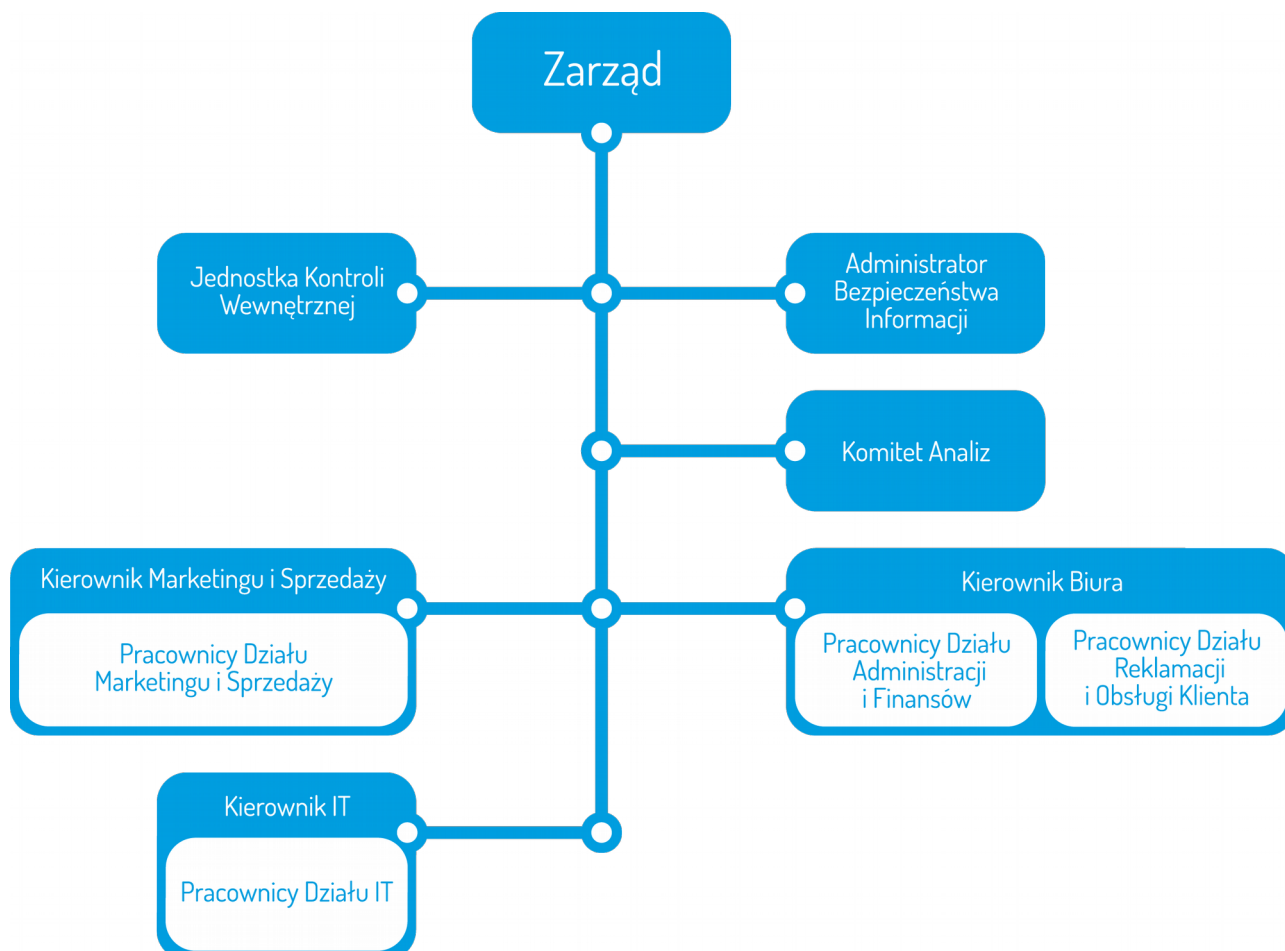 Zarząd
Jednostka Kontroli
Wewnętrznej
Administrator
Bezpieczeństwa
Informacji
Komitet Analiz
Kierownik Marketingu i Sprzedaży
Pracownicy Działu
Marketingu i Sprzedaży
Kierownik Biura
Pracownicy Działu
Administracji
i Finansów
Pracownicy Działu
Reklamacji
i Obsługi Klienta
Kierownik IT
Pracownicy Działu IT